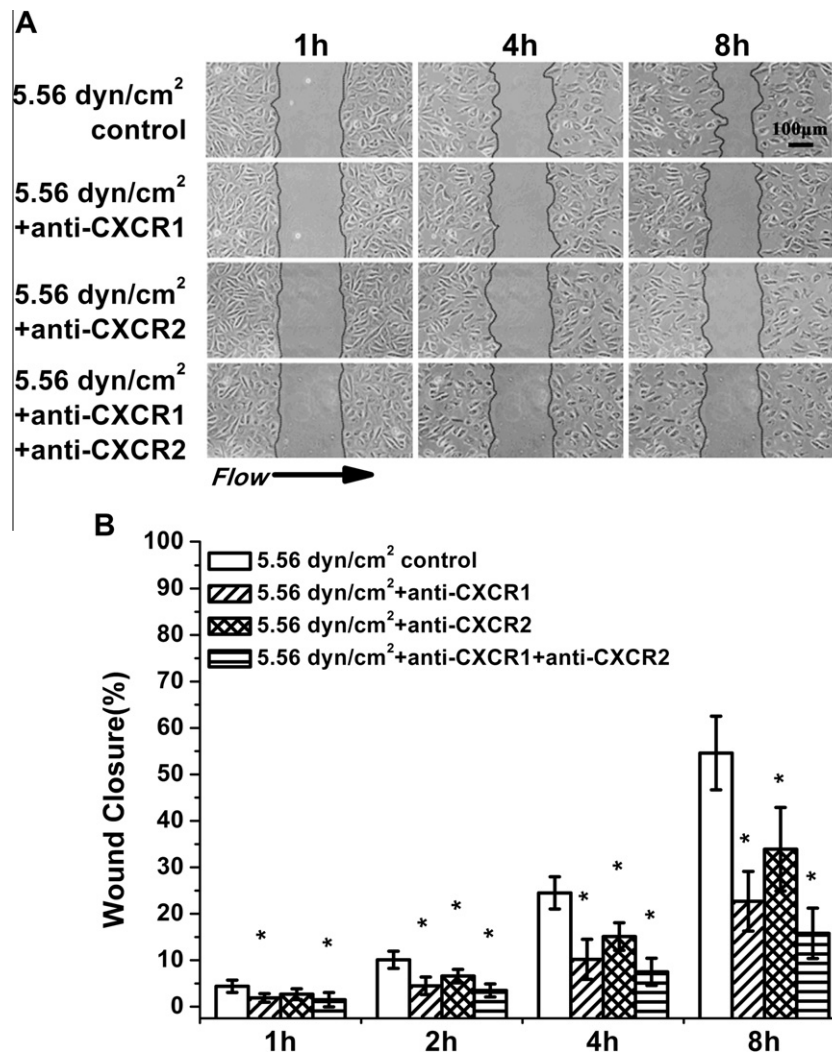 A
1h 4h 8h
5.56 dyn/cm²
control
100μm
5.56 dyn/cm²
+anti-CXCR1
5.56 dyn/cm²
+anti-CXCR2
5.56 dyn/cm²
+anti-CXCR1
+anti-CXCR2
Flow
B
5.56 dyn/cm² control
5.56 dyn/cm²+anti-CXCR1
5.56 dyn/cm²+anti-CXCR2
5.56 dyn/cm²+anti-CXCR1+anti-CXCR2
Wound Closure(%)
100
90
80
70
60
50
40
30
20
10
0
* * * * * * * * * * *
1h 2h 4h 8h